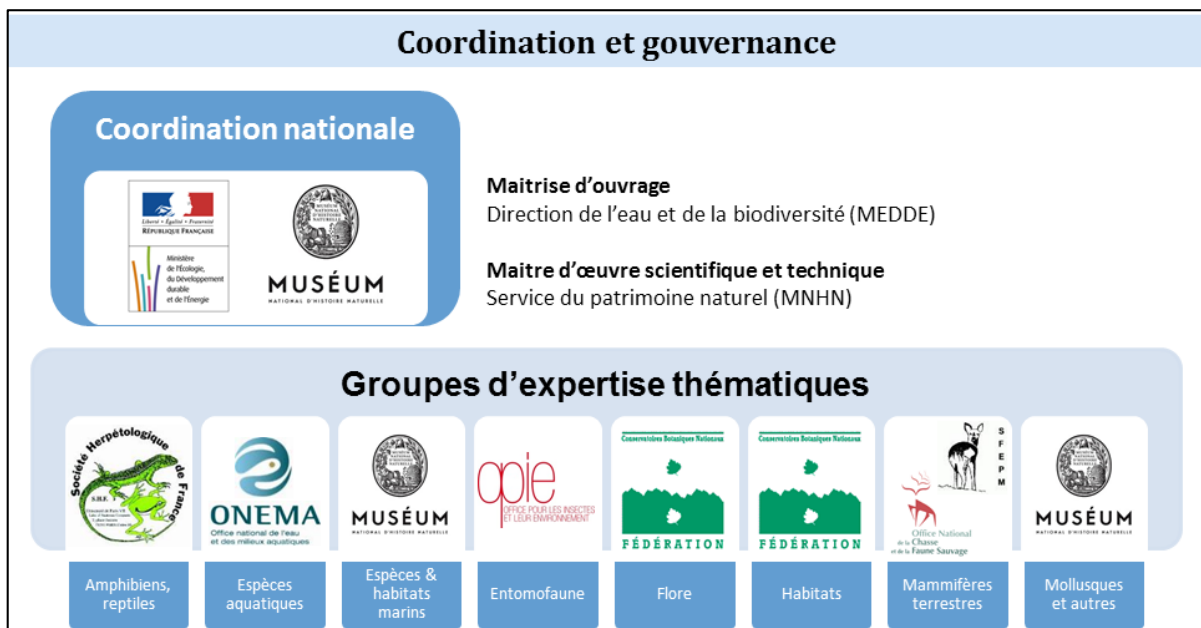 Coordination et gouvernance
Coordination nationale
Liberté • Égalité • Fraternité
RÉPUBLIQUE FRANÇAISE
Ministère
de l'Écologie,
du Développement
durable
et de l'Énergie
MUSÉUM
NATIONAL
D'HISTOIRE
NATURELLE
MUSÉUM
NATIONAL D'HISTOIRE NATURELLE
Maitrise d'ouvrage
Direction de l'eau et de la biodiversité (MEDDE)
Maitre d'œuvre scientifique et technique
Service du patrimoine naturel (MNHN)
Groupes d'expertise thématiques
Société Herpétologique de France
S.H.F.
Amphibiens,
reptiles
ONEMA
Office national de l'eau
et des milieux aquatiques
Espèces
aquatiques
MUSÉUM
NATIONAL D'HISTOIRE NATURELLE
Espèces &
habitats
marins
opie
OFFICE POUR LES INSECTES
ET LEUR ENVIRONNEMENT
Entomofaune
Conservatoires Botaniques Nationaux
FÉDÉRATION
Flore
Conservatoires Botaniques Nationaux
FÉDÉRATION
Habitats
SFEPM
Office National
de la Chasse
et de la Faune Sauvage
Mammifères
terrestres
MUSÉUM
NATIONAL D'HISTOIRE NATURELLE
Mollusques
et autres